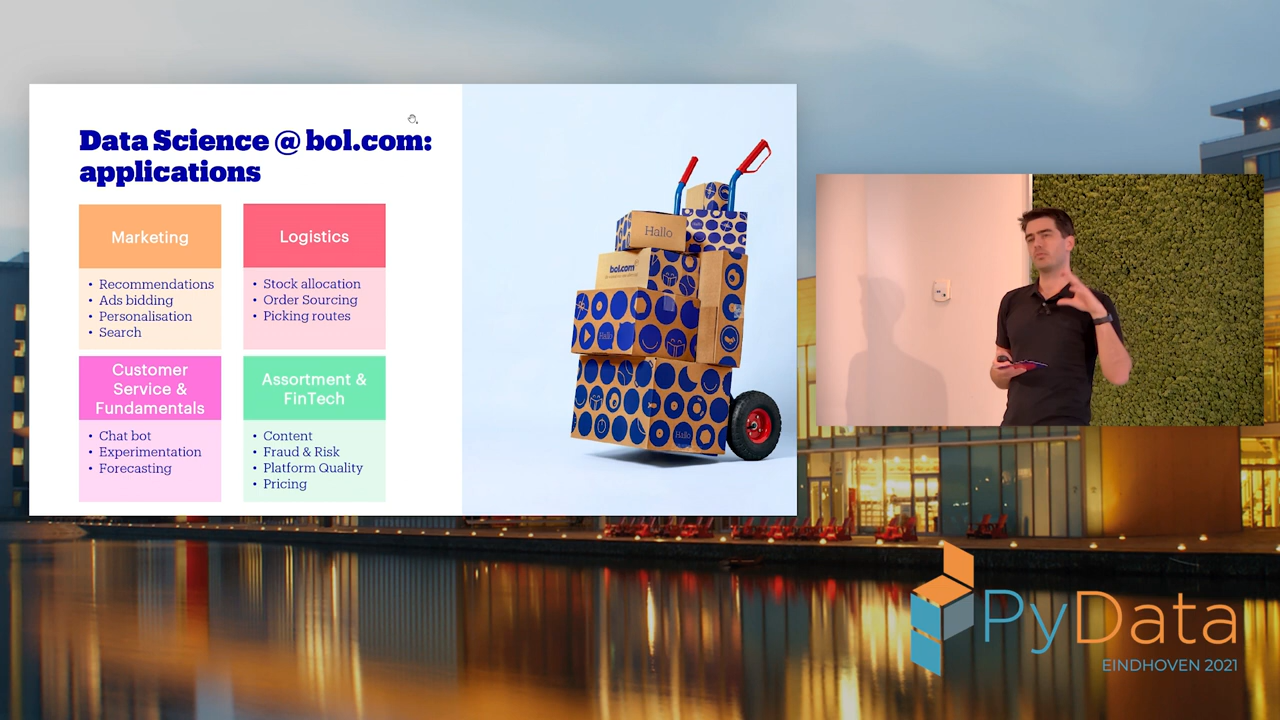 Data Science @ bol.com:
applications
Marketing
• Recommendations
• Ads bidding
• Personalisation
• Search
Logistics
• Stock allocation
• Order Sourcing
• Picking routes
Customer
Service &
Fundamentals
• Chat bot
• Experimentation
• Forecasting
Assortment &
FinTech
• Content
• Fraud & Risk
• Platform Quality
• Pricing
Hallo
bol.com
Hallo
Hallo
PyData
EINDHOVEN 2021